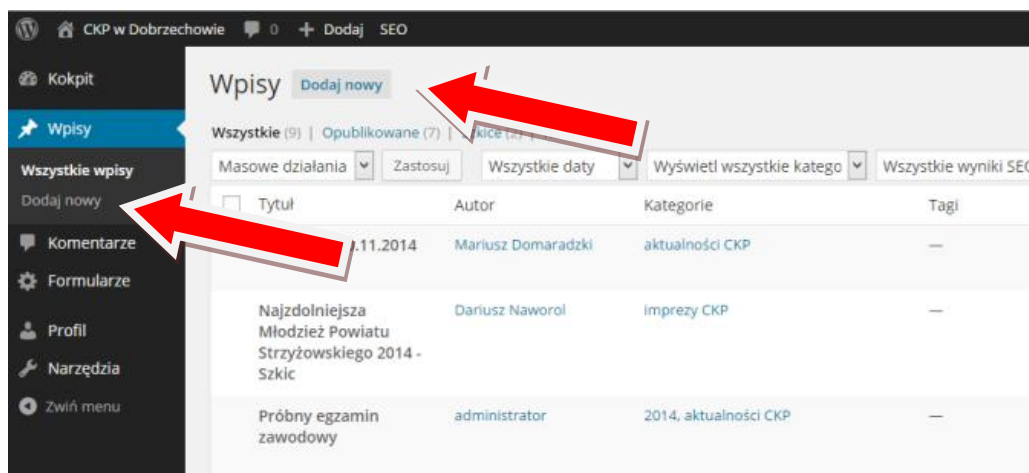 CKP w Dobrzechowie 0 + Dodaj SEO
Kokpit
Wpisy
Wszystkie wpisy
Dodaj nowy
Komentarze
Formularze
Profil
Narzędzia
Zwiń menu
Wpisy Dodaj nowy
Wszystkie (9) | Opublikowane (7) |
Masowe działania Zastosuj Wszystkie daty Wyświetl wszystkie katego Wszystkie wyniki SEO
Tytuł Autor Kategorie Tagi
.11.2014 Mariusz Domaradzki aktualności CKP —
Najzdolniejsza Dariusz Naworol imprezy CKP —
Młodzież Powiatu
Strzyżowskiego 2014 -
Szkic
Próbny egzamin administrator 2014, aktualności CKP —
zawodowy